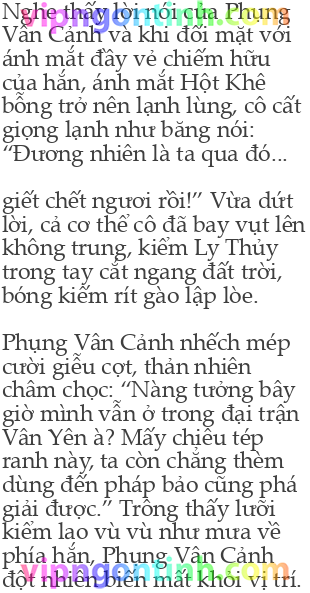 Nghe thấy lời nói của Phụng
Vân Cảnh và khi đối mặt với
ánh mắt đầy vẻ chiếm hữu
của hắn, ánh mắt Hột Khê
bỗng trở nên lạnh lùng, cô cất
giọng lạnh như băng nói:
“Đương nhiên là ta qua đó...
giết chết ngươi rồi!” Vừa dứt
lời, cả cơ thể cô đã bay vụt lên
không trung, kiểm Ly Thủy
trong tay cắt ngang đất trời,
bóng kiếm rít gào lập lòe.
Phụng Vân Cảnh nhếch mép
cười giễu cợt, thản nhiên
châm chọc: “Nàng tưởng bây
giờ mình vẫn ở trong đại trận
Vân Yên à? Mấy chiêu tép
ranh này, ta còn chẳng thèm
dùng đến pháp bảo cũng phá
giải được.” Trông thấy lưỡi
kiếm lao vù vù như mưa về
phía hắn, Phụng Vân Cảnh
đột nhiên biến mất khỏi vị trí.
vipngontinh.com
vipngontinh.com